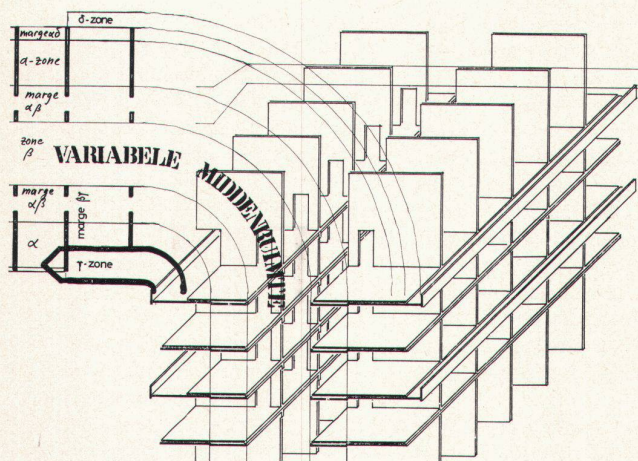 δ-zone
margeαδ
α-zone
marge
αβ
zone
β
VARIABELE MIDDENRUIMTE
marge
α/β
marge βγ
α
γ-zone